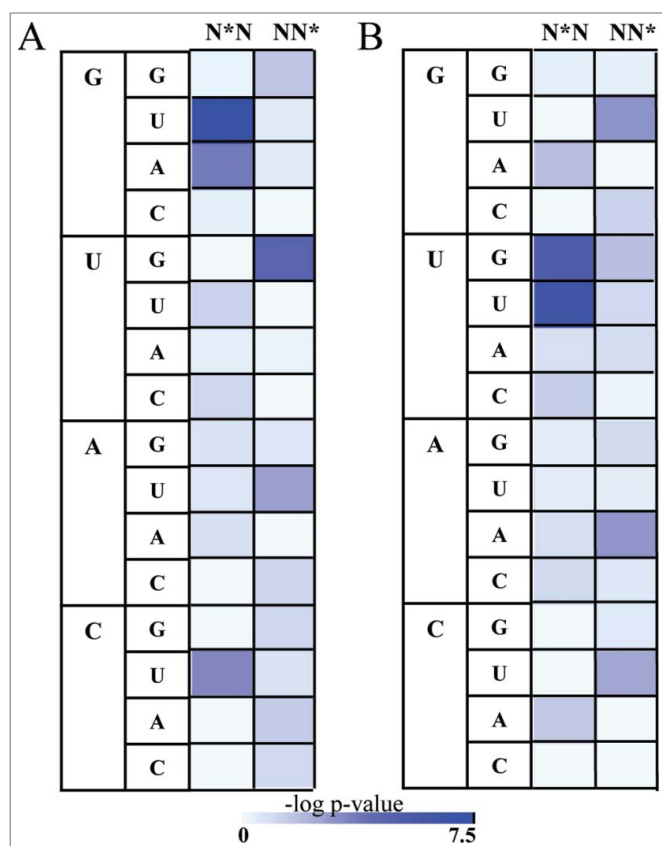 A N*N NN* B N*N NN*
G G G G
U U
A A
C C
U G U G
U U
A A
C C
A G A G
U U
A A
C C
C G C G
U U
A A
C C
-log p-value
0 7.5